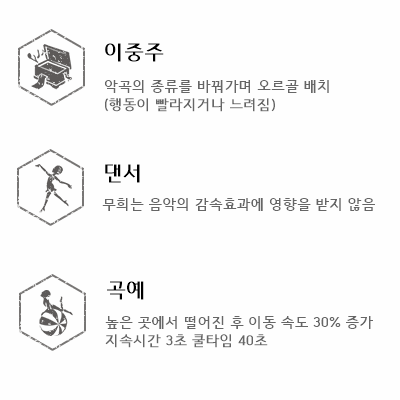 이중주
악곡의 종류를 바꿔가며 오르골 배치
(행동이 빨라지거나 느려짐)
댄서
무희는 음악의 감속효과에 영향을 받지 않음
곡예
높은 곳에서 떨어진 후 이동 속도 30% 증가
지속시간 3초 쿨타임 40초